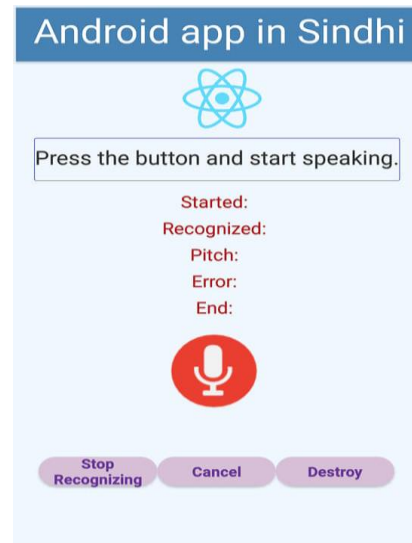 Android app in Sindhi
Press the button and start speaking.
Started:
Recognized:
Pitch:
Error:
End:
Stop
Recognizing
Cancel
Destroy